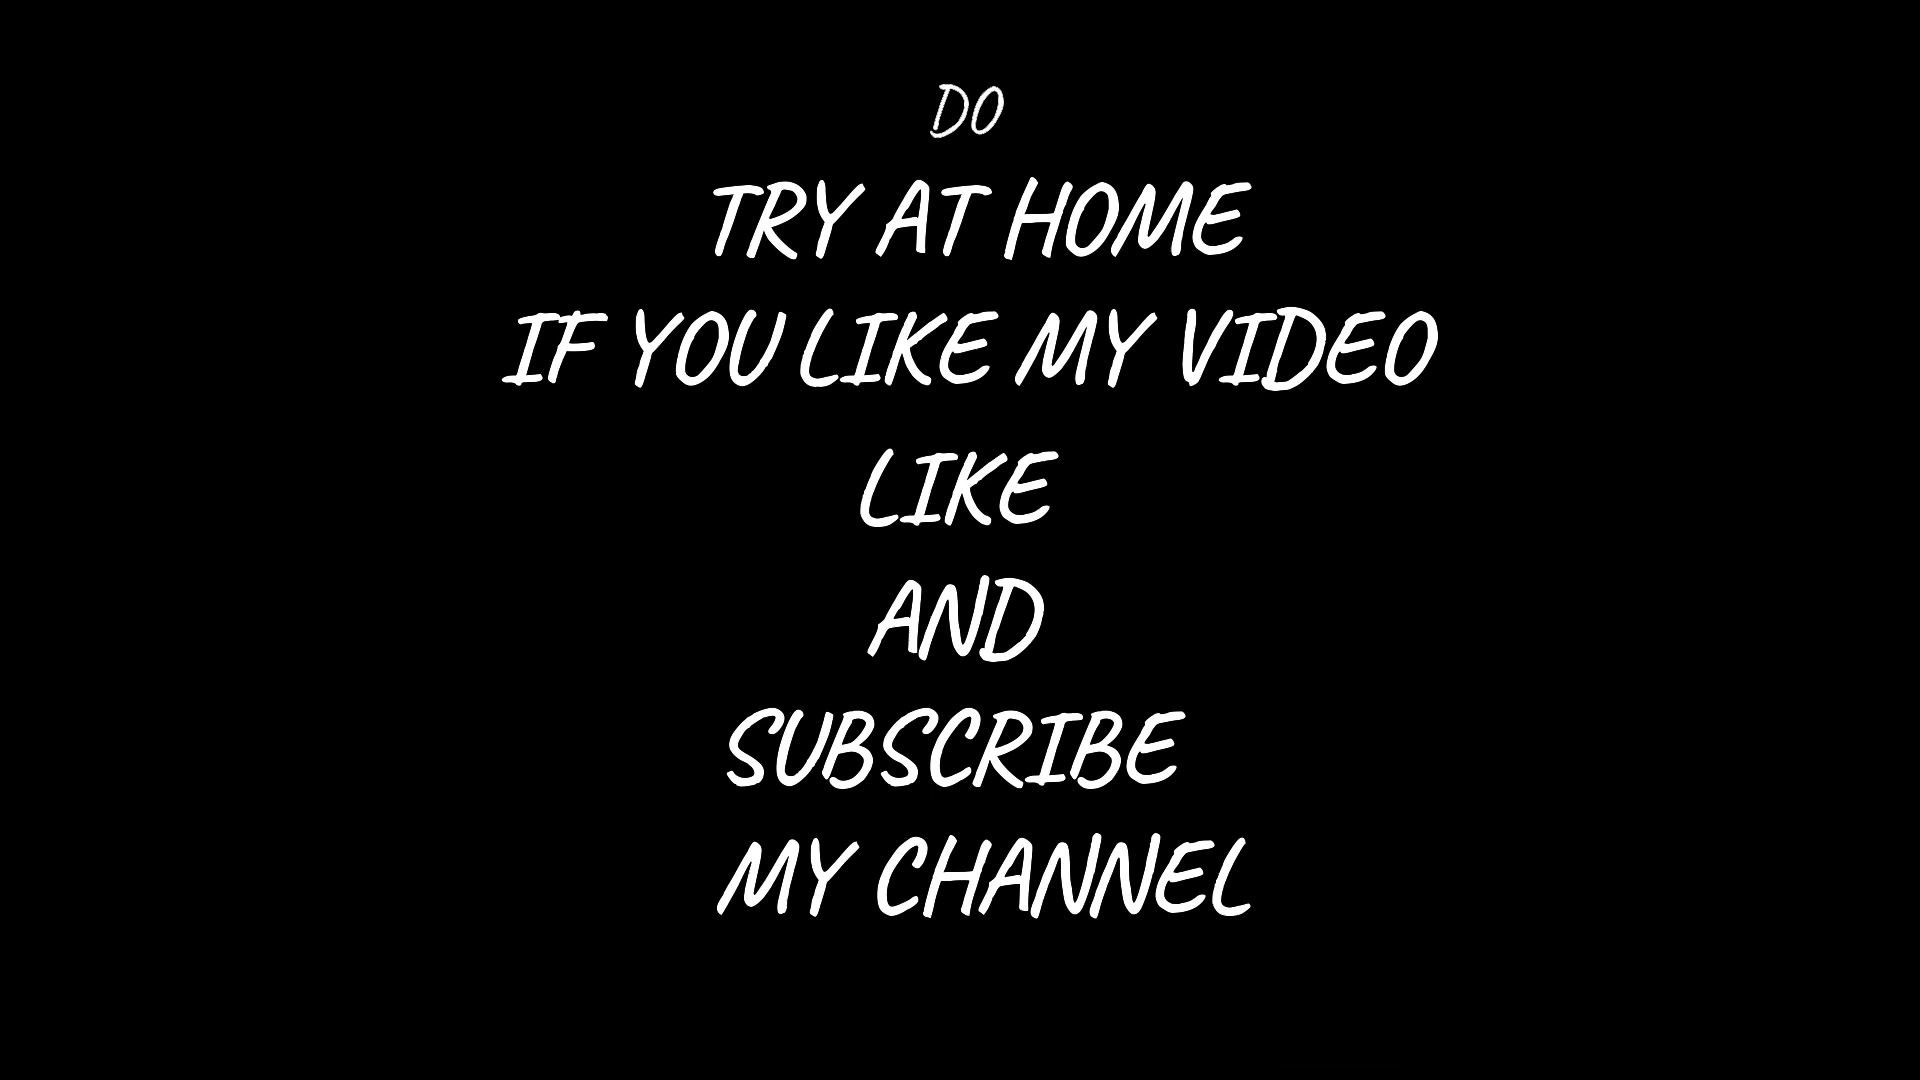 DO
TRY AT HOME
IF YOU LIKE MY VIDEO
LIKE
AND
SUBSCRIBE
MY CHANNEL